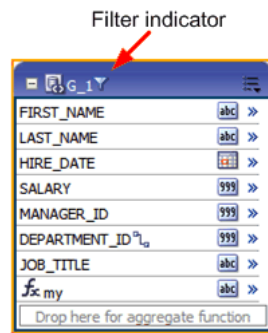 Filter indicator
G_1
FIRST_NAME abc »
LAST_NAME abc »
HIRE_DATE »
SALARY 999 »
MANAGER_ID 999 »
DEPARTMENT_ID 999 »
JOB_TITLE abc »
fx my abc »
Drop here for aggregate function